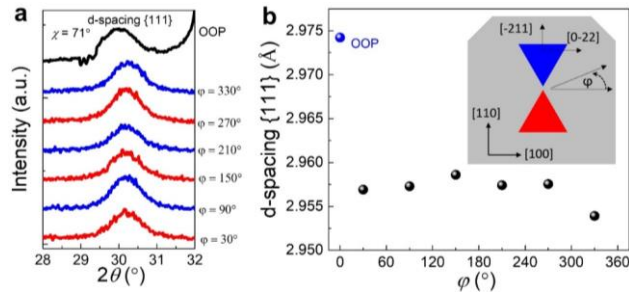 a
d-spacing {111}
χ = 71°
OOP
φ = 330°
φ = 270°
φ = 210°
φ = 150°
φ = 90°
φ = 30°
Intensity (a.u.)
28 29 30 31 32
2θ (°)
b
2.975
2.970
2.965
2.960
2.955
2.950
d-spacing {111} (Å)
OOP
[-211]
[0-22]
φ
[110]
[100]
0 60 120 180 240 300 360
φ (°)